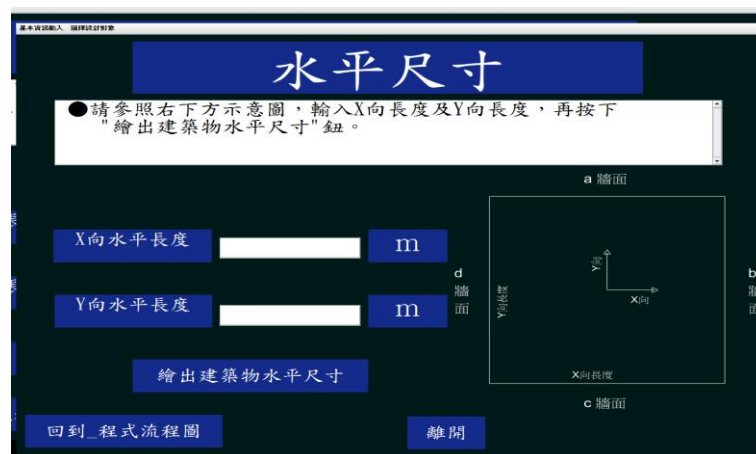 基本資訊輸入 選擇設計對象
水平尺寸
●請參照右下方示意圖，輸入X向長度及Y向長度，再按下
"繪出建築物水平尺寸"鈕。
a 牆面
X向水平長度
m
d
牆
面
b
Y向
X向
Y向長度
Y向水平長度
m
X向長度
繪出建築物水平尺寸
c 牆面
回到_程式流程圖
離開